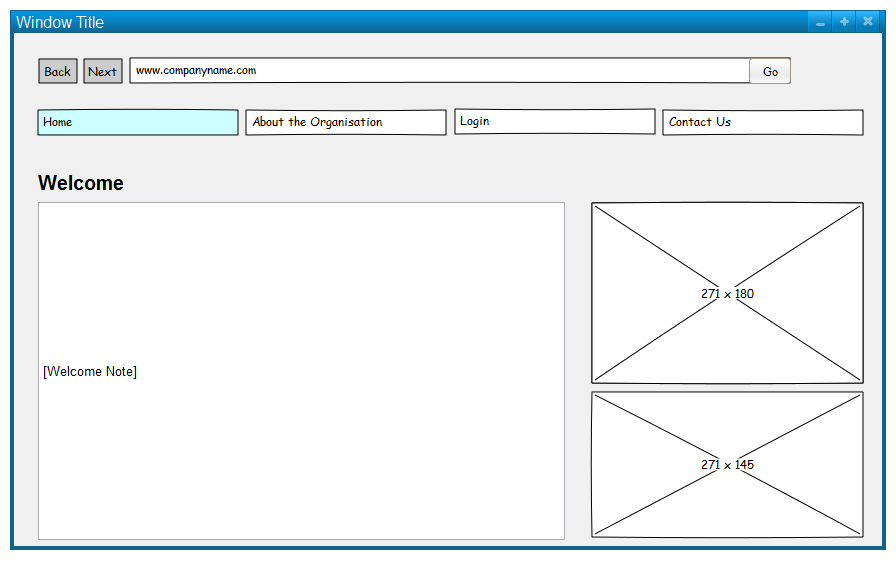 Window Title
Back Next www.companyname.com Go
Home About the Organisation Login Contact Us
Welcome
[Welcome Note]
271 x 180
271 x 145